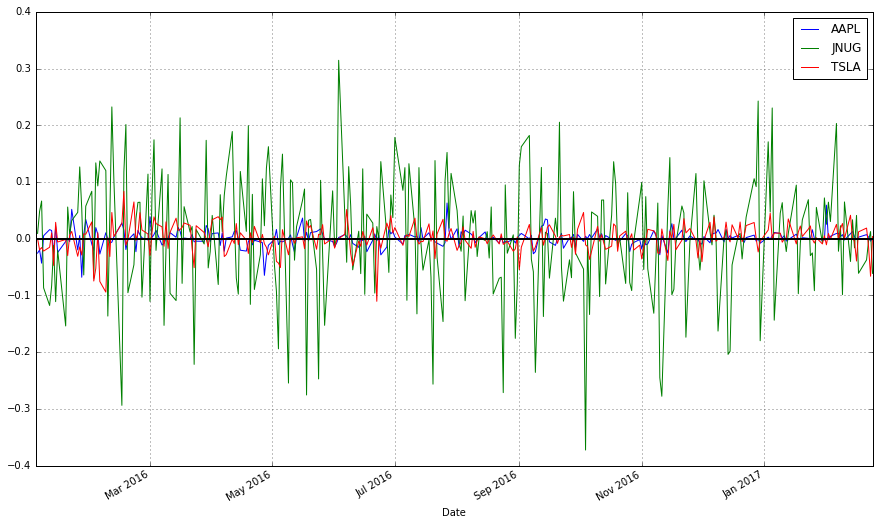 0.4
0.3
0.2
0.1
0.0
−0.1
−0.2
−0.3
−0.4
AAPL
JNUG
TSLA
Mar 2016
May 2016
Jul 2016
Sep 2016
Nov 2016
Jan 2017
Date